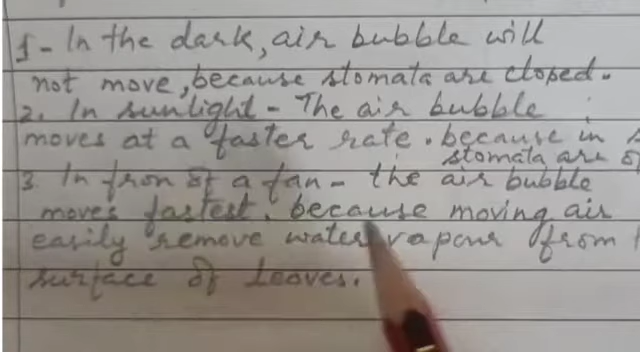 1- In the dark, air bubble will
not move, because stomata are closed.
2. In sunlight - The air bubble
moves at a faster rate. because in
stomata are
3. In fron of a fan - the air bubble
moves fastest. because moving air
easily remove water vapour from
surface of leaves.